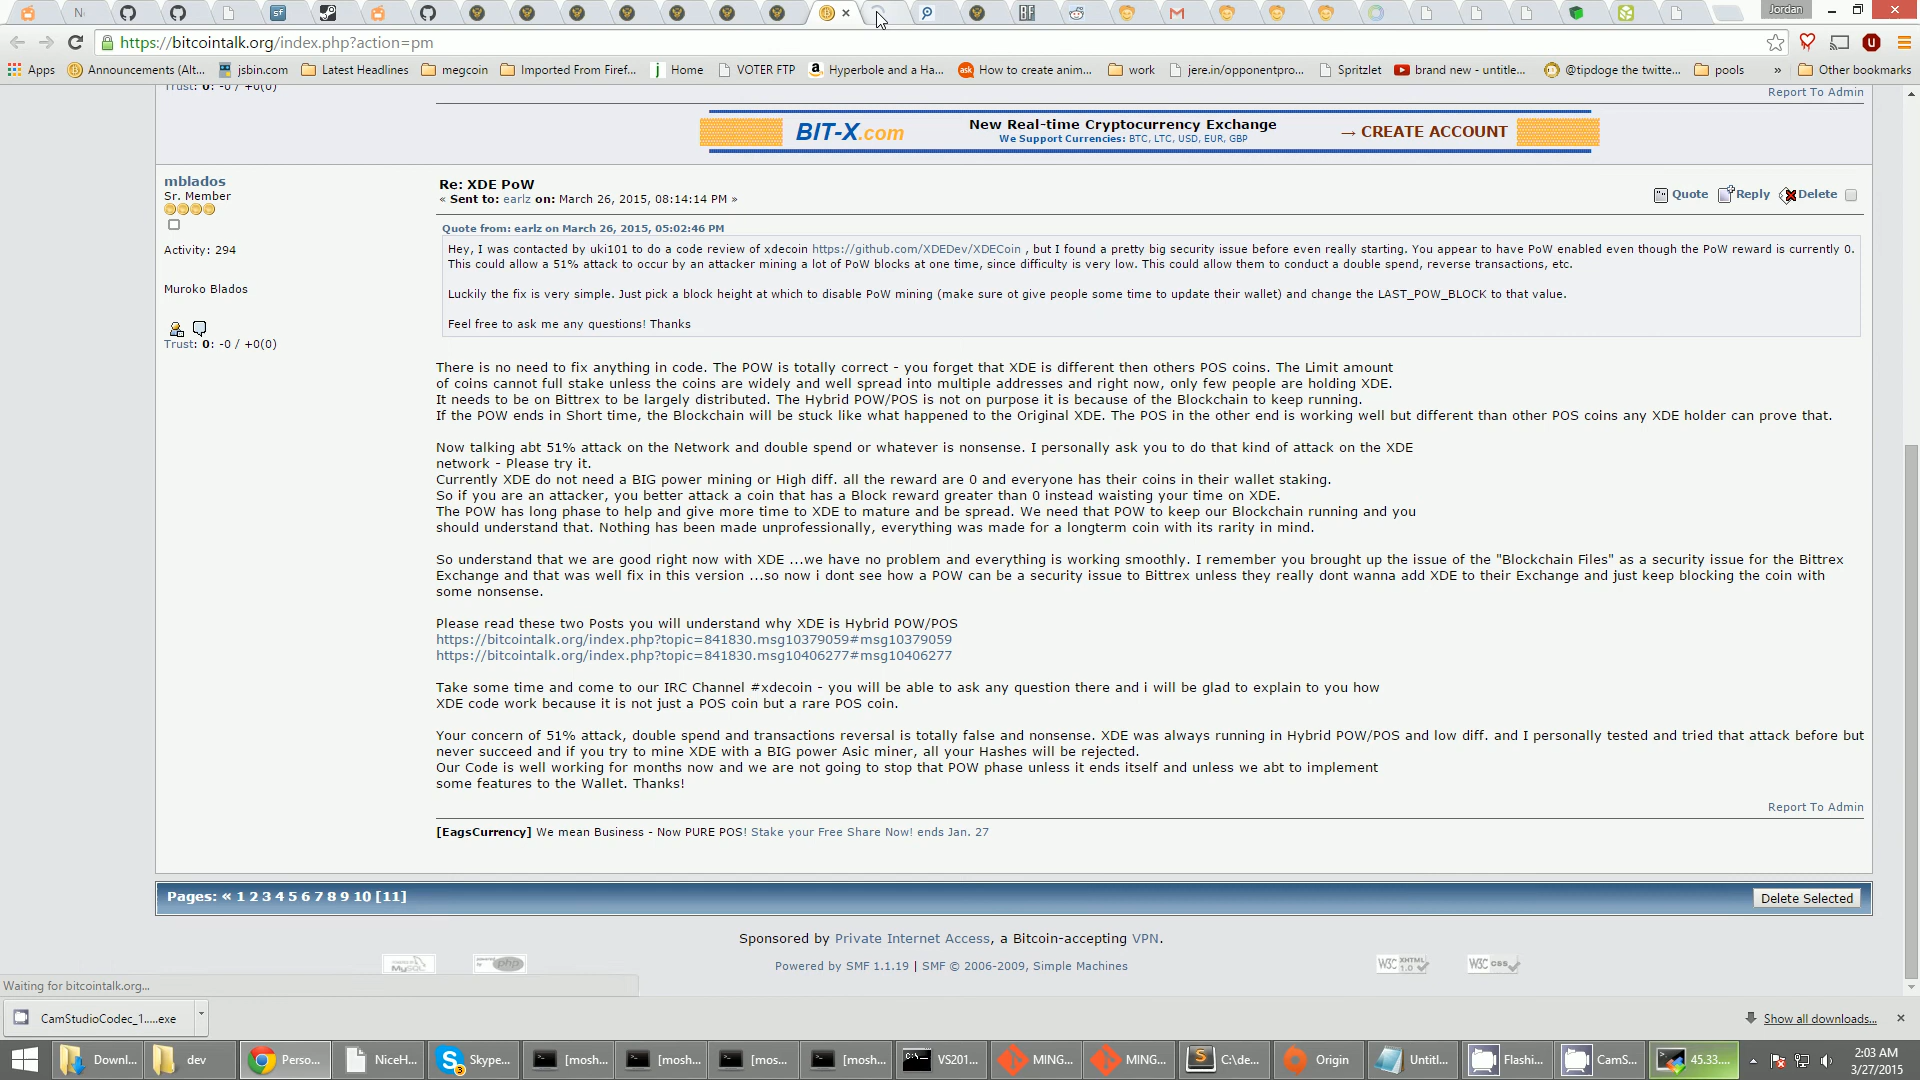 Jordan
https://bitcointalk.org/index.php?action=pm
Apps
Announcements (Alt...
jsbin.com
Latest Headlines
megcoin
Imported From Firef...
Home
VOTER FTP
Hyperbole and a Ha...
How to create anim...
work
jere.in/opponentpro...
Spritzlet
brand new - untitle...
@tipdoge the twitte...
pools
»
Other bookmarks
Trust: 0: -0 / +0(0)
Report To Admin
BIT-X.com
New Real-time Cryptocurrency Exchange
We Support Currencies: BTC, LTC, USD, EUR, GBP
→ CREATE ACCOUNT
mblados
Sr. Member
Activity: 294
Muroko Blados
Trust: 0: -0 / +0(0)
Re: XDE PoW
« Sent to: earlz on: March 26, 2015, 08:14:14 PM »
Quote
Reply
Delete
Quote from: earlz on March 26, 2015, 05:02:46 PM
Hey, I was contacted by uki101 to do a code review of xdecoin https://github.com/XDEDev/XDECoin , but I found a pretty big security issue before even really starting. You appear to have PoW enabled even though the PoW reward is currently 0.
This could allow a 51% attack to occur by an attacker mining a lot of PoW blocks at one time, since difficulty is very low. This could allow them to conduct a double spend, reverse transactions, etc.
Luckily the fix is very simple. Just pick a block height at which to disable PoW mining (make sure ot give people some time to update their wallet) and change the LAST_POW_BLOCK to that value.
Feel free to ask me any questions! Thanks
There is no need to fix anything in code. The POW is totally correct - you forget that XDE is different then others POS coins. The Limit amount
of coins cannot full stake unless the coins are widely and well spread into multiple addresses and right now, only few people are holding XDE.
It needs to be on Bittrex to be largely distributed. The Hybrid POW/POS is not on purpose it is because of the Blockchain to keep running.
If the POW ends in Short time, the Blockchain will be stuck like what happened to the Original XDE. The POS in the other end is working well but different than other POS coins any XDE holder can prove that.
Now talking abt 51% attack on the Network and double spend or whatever is nonsense. I personally ask you to do that kind of attack on the XDE
network - Please try it.
Currently XDE do not need a BIG power mining or High diff. all the reward are 0 and everyone has their coins in their wallet staking.
So if you are an attacker, you better attack a coin that has a Block reward greater than 0 instead waisting your time on XDE.
The POW has long phase to help and give more time to XDE to mature and be spread. We need that POW to keep our Blockchain running and you
should understand that. Nothing has been made unprofessionally, everything was made for a longterm coin with its rarity in mind.
So understand that we are good right now with XDE ...we have no problem and everything is working smoothly. I remember you brought up the issue of the "Blockchain Files" as a security issue for the Bittrex
Exchange and that was well fix in this version ...so now i dont see how a POW can be a security issue to Bittrex unless they really dont wanna add XDE to their Exchange and just keep blocking the coin with
some nonsense.
Please read these two Posts you will understand why XDE is Hybrid POW/POS
https://bitcointalk.org/index.php?topic=841830.msg10379059#msg10379059
https://bitcointalk.org/index.php?topic=841830.msg10406277#msg10406277
Take some time and come to our IRC Channel #xdecoin - you will be able to ask any question there and i will be glad to explain to you how
XDE code work because it is not just a POS coin but a rare POS coin.
Your concern of 51% attack, double spend and transactions reversal is totally false and nonsense. XDE was always running in Hybrid POW/POS and low diff. and I personally tested and tried that attack before but
never succeed and if you try to mine XDE with a BIG power Asic miner, all your Hashes will be rejected.
Our Code is well working for months now and we are not going to stop that POW phase unless it ends itself and unless we abt to implement
some features to the Wallet. Thanks!
Report To Admin
[EagsCurrency] We mean Business - Now PURE POS! Stake your Free Share Now! ends Jan. 27
Pages: « 1 2 3 4 5 6 7 8 9 10 [11]
Delete Selected
Sponsored by Private Internet Access, a Bitcoin-accepting VPN.
Powered by SMF 1.1.19 | SMF © 2006-2009, Simple Machines
MySQL
php
W3C XHTML 1.0
W3C css
Waiting for bitcointalk.org...
CamStudioCodec_1.....exe
Show all downloads...
Downl...
dev
Perso...
NiceH...
Skype...
[mosh...
[mosh...
[mos...
[mosh...
VS201...
MING...
MING...
C:\de...
Origin
Untitl...
Flashi...
CamS...
45.33....
2:03 AM
3/27/2015